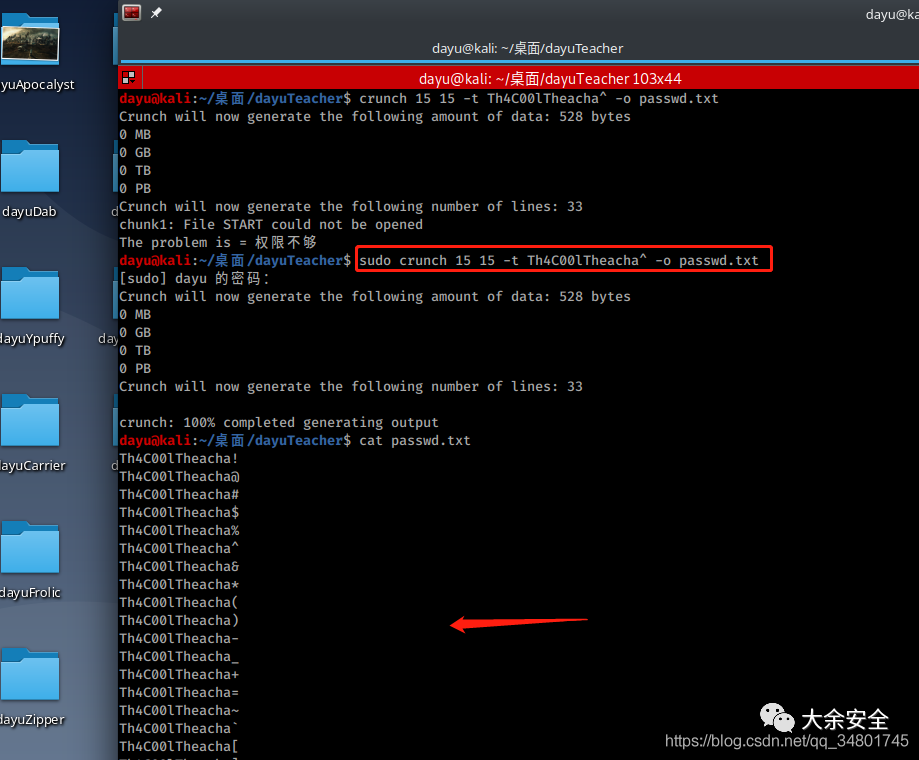 dayu@ka
dayu@kali: ~/桌面/dayuTeacher
dayu@kali: ~/桌面/dayuTeacher 103x44
dayu@kali:~/桌面/dayuTeacher$ crunch 15 15 -t Th4C00lTheacha^ -o passwd.txt
Crunch will now generate the following amount of data: 528 bytes
0 MB
0 GB
0 TB
0 PB
Crunch will now generate the following number of lines: 33
chunk1: File START could not be opened
The problem is = 权限不够
dayu@kali:~/桌面/dayuTeacher$ sudo crunch 15 15 -t Th4C00lTheacha^ -o passwd.txt
[sudo] dayu 的密码：
Crunch will now generate the following amount of data: 528 bytes
0 MB
0 GB
0 TB
0 PB
Crunch will now generate the following number of lines: 33
crunch: 100% completed generating output
dayu@kali:~/桌面/dayuTeacher$ cat passwd.txt
Th4C00lTheacha!
Th4C00lTheacha@
Th4C00lTheacha#
Th4C00lTheacha$
Th4C00lTheacha%
Th4C00lTheacha^
Th4C00lTheacha&
Th4C00lTheacha*
Th4C00lTheacha(
Th4C00lTheacha)
Th4C00lTheacha-
Th4C00lTheacha_
Th4C00lTheacha+
Th4C00lTheacha=
Th4C00lTheacha~
Th4C00lTheacha`
Th4C00lTheacha[
yuApocalyst
dayuDab
dayuYpuffy
day
ayuCarrier
dayuFrolic
dayuZipper
大余安全
https://blog.csdn.net/qq_34801745